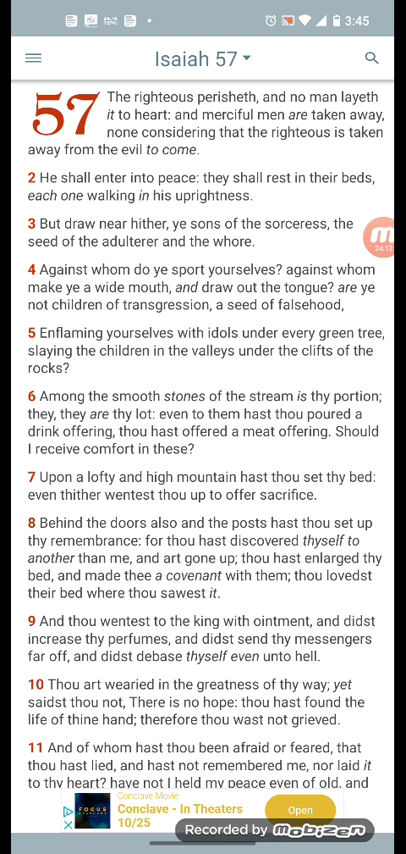 3:45
Isaiah 57
57 The righteous perisheth, and no man layeth
it to heart: and merciful men are taken away,
none considering that the righteous is taken
away from the evil to come.
2 He shall enter into peace: they shall rest in their beds,
each one walking in his uprightness.
3 But draw near hither, ye sons of the sorceress, the
seed of the adulterer and the whore.
24:12
4 Against whom do ye sport yourselves? against whom
make ye a wide mouth, and draw out the tongue? are ye
not children of transgression, a seed of falsehood,
5 Enflaming yourselves with idols under every green tree,
slaying the children in the valleys under the clifts of the
rocks?
6 Among the smooth stones of the stream is thy portion;
they, they are thy lot: even to them hast thou poured a
drink offering, thou hast offered a meat offering. Should
I receive comfort in these?
7 Upon a lofty and high mountain hast thou set thy bed:
even thither wentest thou up to offer sacrifice.
8 Behind the doors also and the posts hast thou set up
thy remembrance: for thou hast discovered thyself to
another than me, and art gone up; thou hast enlarged thy
bed, and made thee a covenant with them; thou lovedst
their bed where thou sawest it.
9 And thou wentest to the king with ointment, and didst
increase thy perfumes, and didst send thy messengers
far off, and didst debase thyself even unto hell.
10 Thou art wearied in the greatness of thy way; yet
saidst thou not, There is no hope: thou hast found the
life of thine hand; therefore thou wast not grieved.
11 And of whom hast thou been afraid or feared, that
thou hast lied, and hast not remembered me, nor laid it
to thy heart? have not I held my peace even of old, and
Conclave Movie
FOCUS
Conclave - In Theaters
10/25
Open
Recorded by mobizen